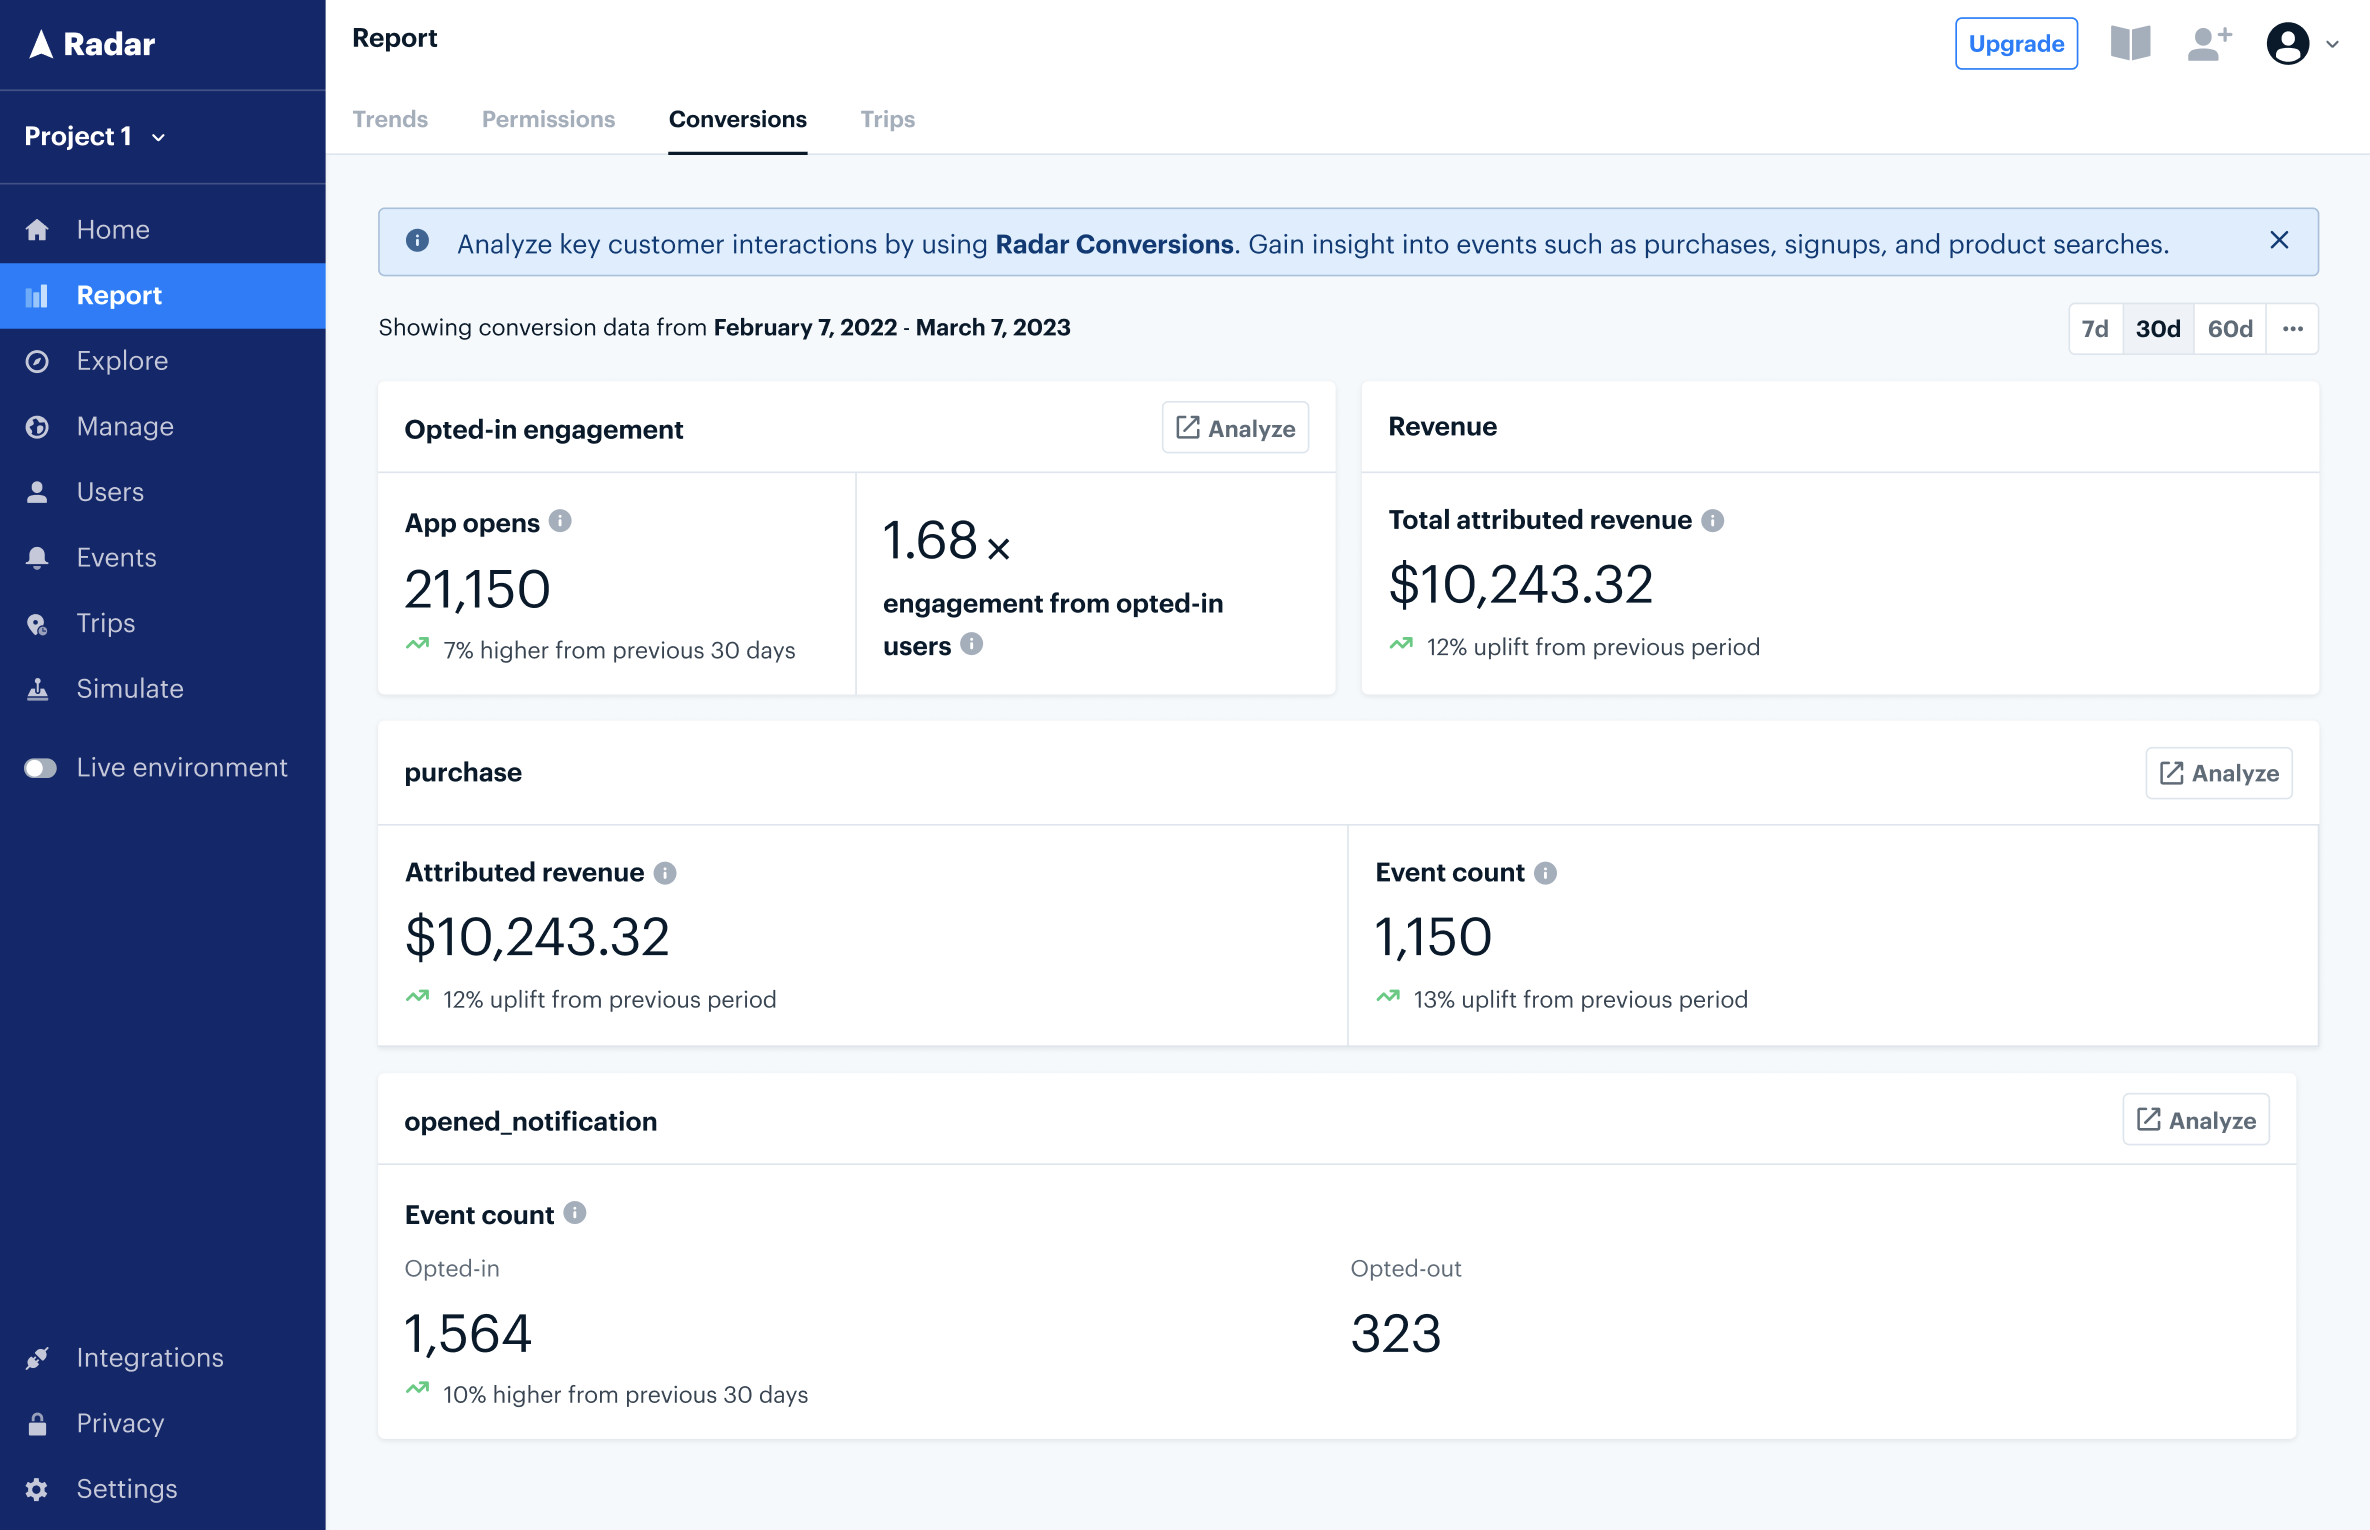 Radar
Project 1
Home
Report
Explore
Manage
Users
Events
Trips
Simulate
Live environment
Integrations
Privacy
Settings
Report
Upgrade
Trends Permissions Conversions Trips
Analyze key customer interactions by using Radar Conversions. Gain insight into events such as purchases, signups, and product searches.
Showing conversion data from February 7, 2022 - March 7, 2023
7d 30d 60d ...
Opted-in engagement
Analyze
App opens
21,150
7% higher from previous 30 days
1.68 ×
engagement from opted-in
users
Revenue
Total attributed revenue
$10,243.32
12% uplift from previous period
purchase
Analyze
Attributed revenue
$10,243.32
12% uplift from previous period
Event count
1,150
13% uplift from previous period
opened_notification
Analyze
Event count
Opted-in
1,564
10% higher from previous 30 days
Opted-out
323